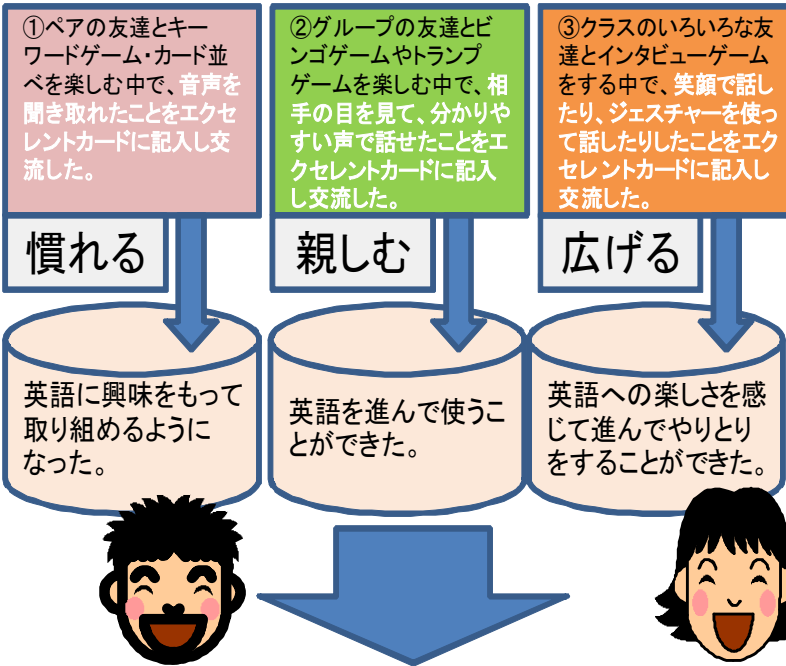 ①ペアの友達とキー
ワードゲーム・カード並
べを楽しむ中で、音声を
聞き取れたことをエクセ
レントカードに記入し交
流した。
慣れる
英語に興味をもって
取り組めるように
なった。
②グループの友達とビ
ンゴゲームやトランプ
ゲームを楽しむ中で、相
手の目を見て、分かりや
すい声で話せたことをエ
クセレントカードに記入
し交流した。
親しむ
英語を進んで使うこ
とができた。
③クラスのいろいろな友
達とインタビューゲーム
をする中で、笑顔で話し
たり、ジェスチャーを使っ
て話したりしたことをエク
セレントカードに記入し
交流した。
広げる
英語への楽しさを感
じて進んでやりとり
をすることができた。